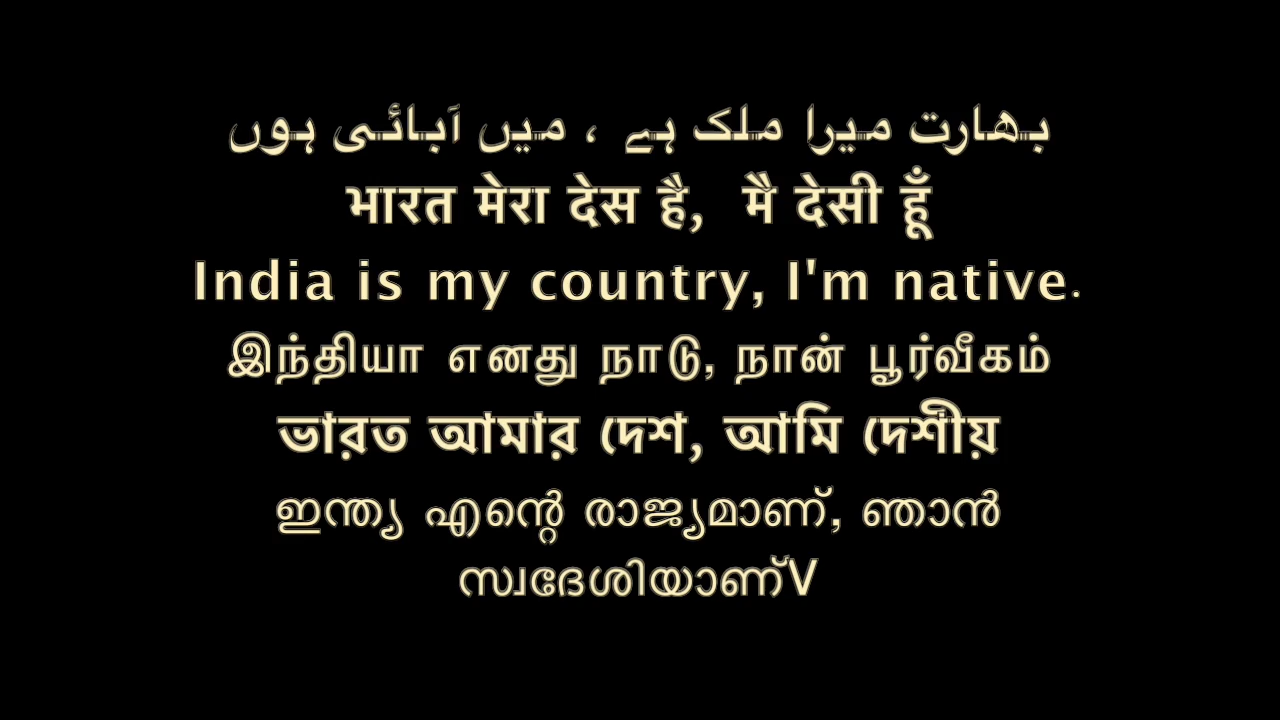 بھارت میرا ملک ہے ، میں آبائی ہوں
भारत मेरा देस है, मै देसी हूँ
India is my country, I'm native.
இந்தியா எனது நாடு, நான் பூர்வீகம்
ভারত আমার দেশ, আমি দেশীয়
ഇന്ത്യ എന്റെ രാജ്യമാണ്, ഞാൻ
സ്വദേശിയാണ്V